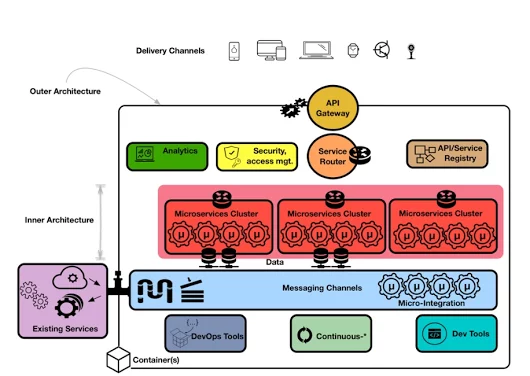 Delivery Channels
Outer Architecture
API
Gateway
Analytics
Security,
access mgt.
Service
Router
API/Service
Registry
Inner Architecture
Microservices Cluster
Microservices Cluster
Microservices Cluster
μ μ μ μ
μ μ μ μ
μ μ μ μ
Data
Messaging Channels
μ μ μ μ
Micro-Integration
Existing Services
DevOps Tools
Continuous-*
Dev Tools
Container(s)